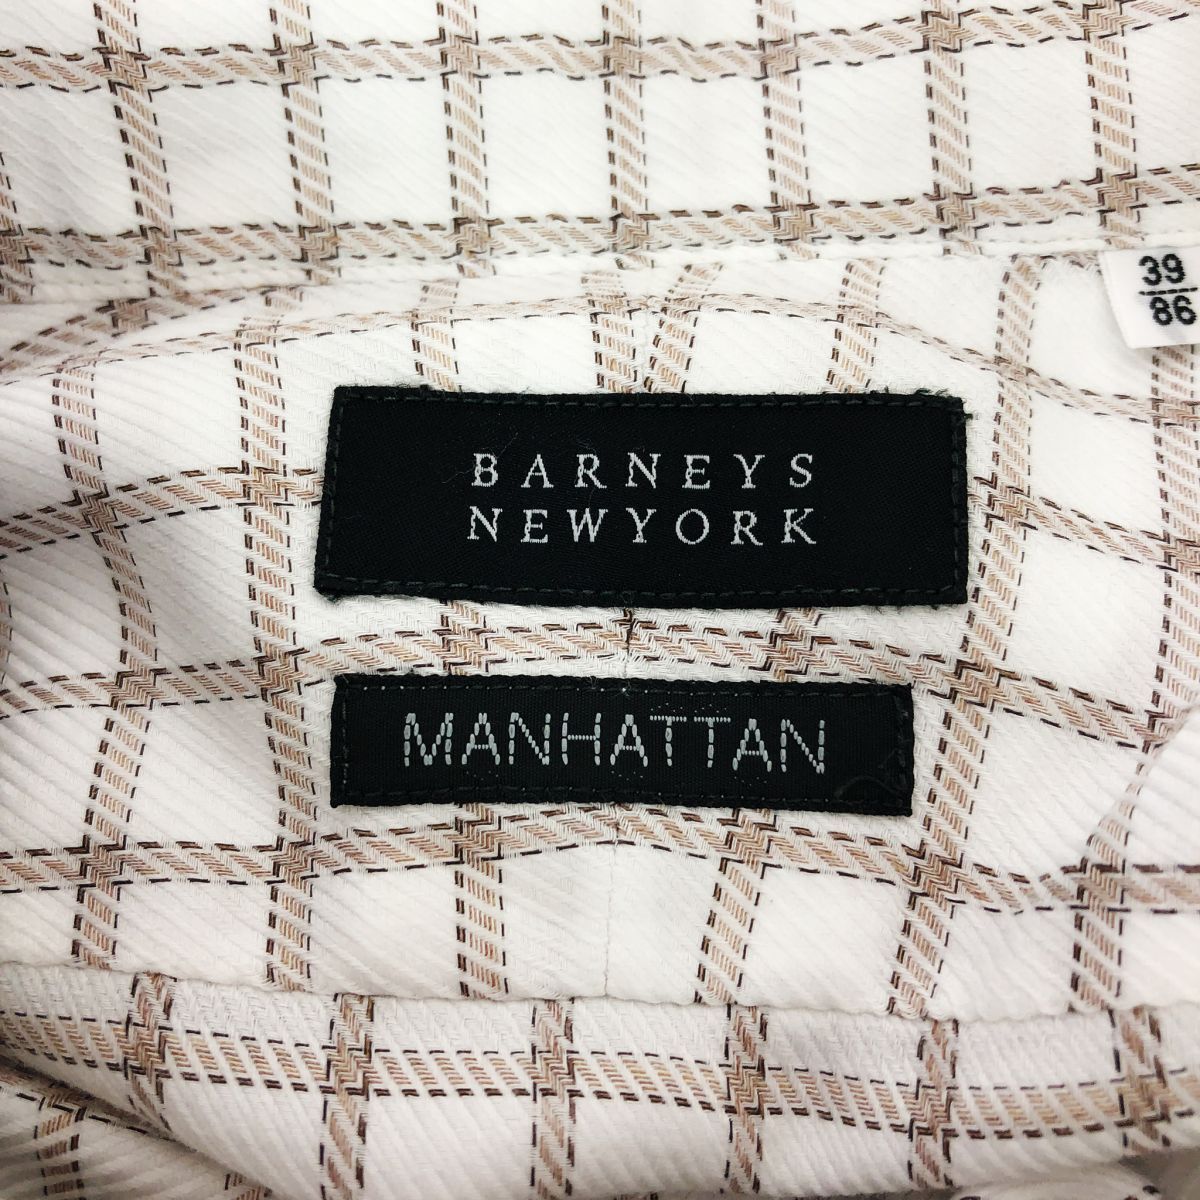 39
86
BARNEYS
NEWYORK
MANHATTAN